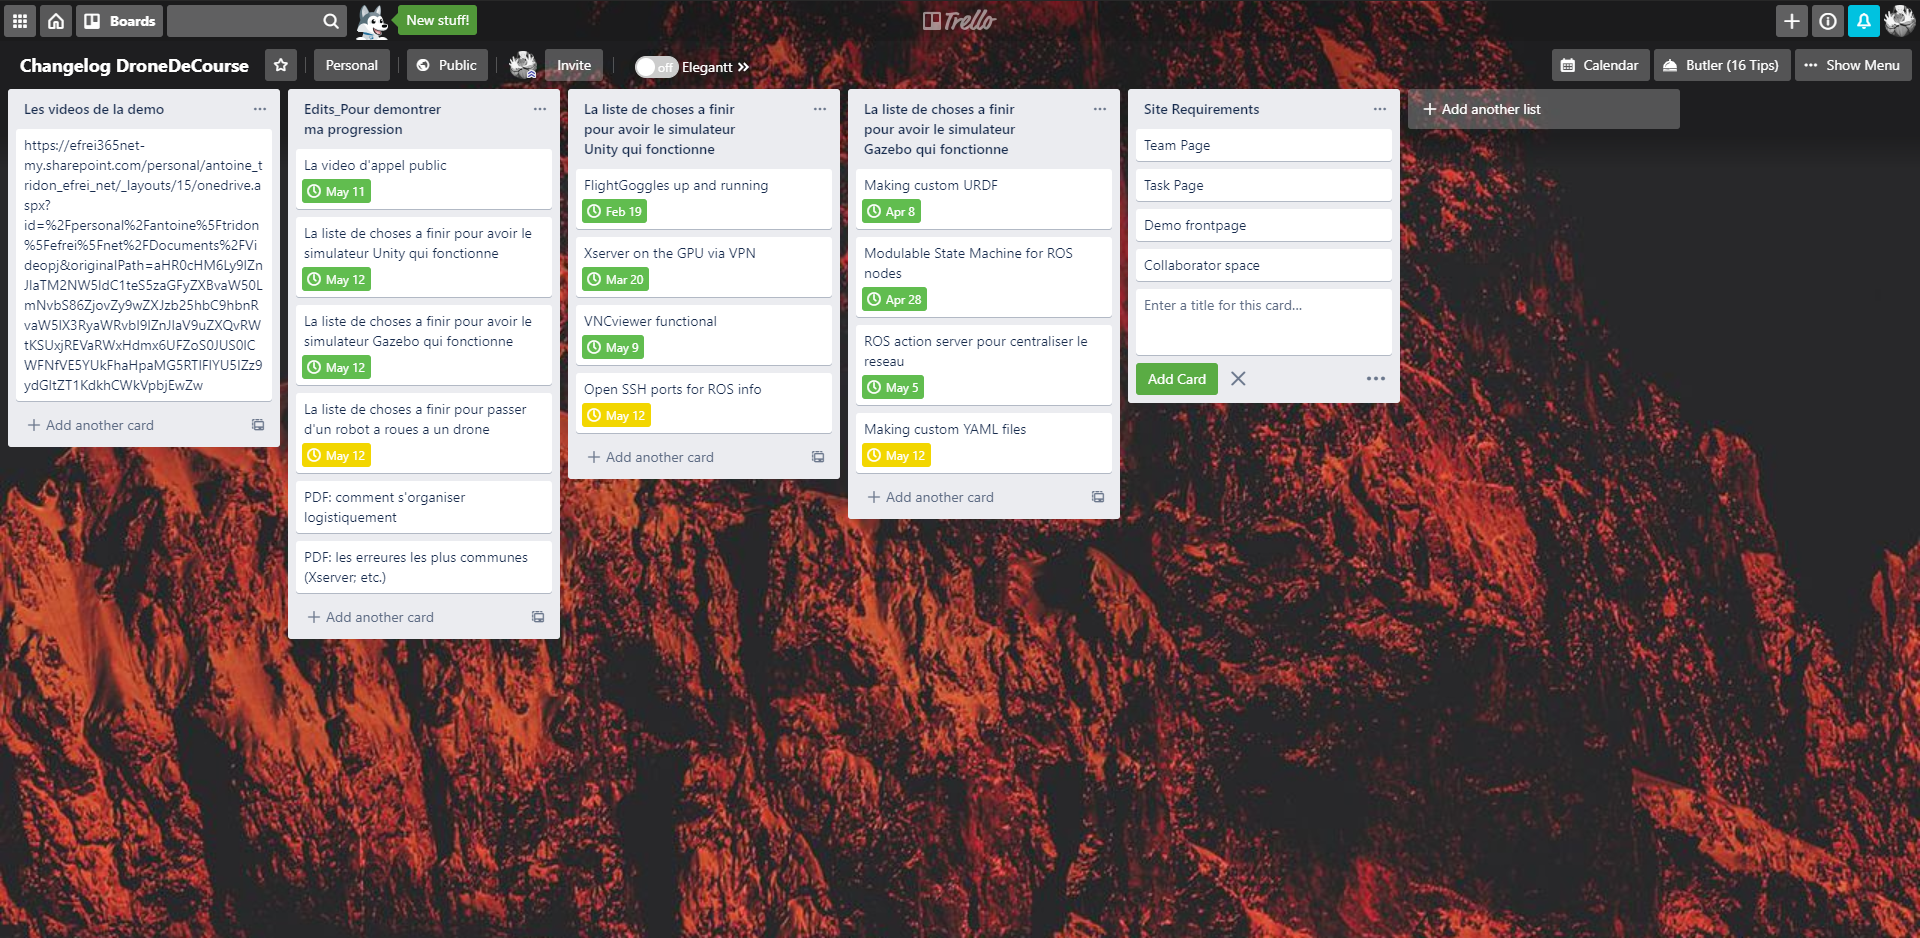 Boards
New stuff!
Trello
Changelog DroneDeCourse
Personal
Public
Invite
off
Elegantt
Calendar
Butler (16 Tips)
Show Menu
Les videos de la demo
https://efrei365net-
my.sharepoint.com/personal/antoine_t
ridon_efrei_net/_layouts/15/onedrive.a
spx?
id=%2Fpersonal%2Fantoine%5Ftridon
%5Fefrei%5Fnet%2FDocuments%2FVi
Add another card
Edits_Pour demontrer
ma progression
La video d'appel public
May 11
La liste de choses a finir pour avoir le
simulateur Unity qui fonctionne
May 12
La liste de choses a finir pour avoir le
simulateur Gazebo qui fonctionne
May 12
La liste de choses a finir pour passer
d'un robot a roues a un drone
May 12
PDF: comment s'organiser
logistiquement
PDF: les erreures les plus communes
(Xserver; etc.)
Add another card
La liste de choses a finir
pour avoir le simulateur
Unity qui fonctionne
FlightGoggles up and running
Feb 19
Xserver on the GPU via VPN
Mar 20
VNCviewer functional
May 9
Open SSH ports for ROS info
May 12
Add another card
La liste de choses a finir
pour avoir le simulateur
Gazebo qui fonctionne
Making custom URDF
Apr 8
Modulable State Machine for ROS
nodes
Apr 28
ROS action server pour centraliser le
reseau
May 5
Making custom YAML files
May 12
Add another card
Site Requirements
Team Page
Task Page
Demo frontpage
Collaborator space
Enter a title for this card...
Add Card
Add another list